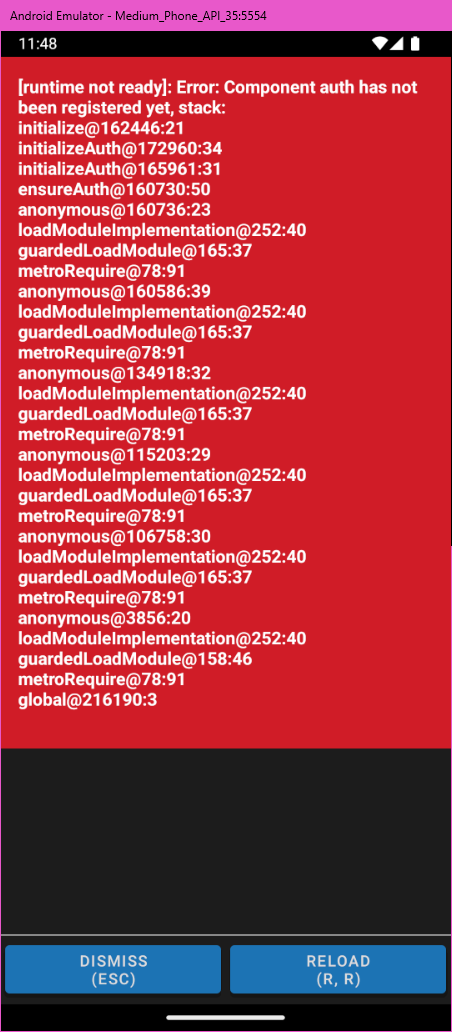 Android Emulator - Medium_Phone_API_35:5554
11:48
[runtime not ready]: Error: Component auth has not
been registered yet, stack:
initialize@162446:21
initializeAuth@172960:34
initializeAuth@165961:31
ensureAuth@160730:50
anonymous@160736:23
loadModuleImplementation@252:40
guardedLoadModule@165:37
metroRequire@78:91
anonymous@160586:39
loadModuleImplementation@252:40
guardedLoadModule@165:37
metroRequire@78:91
anonymous@134918:32
loadModuleImplementation@252:40
guardedLoadModule@165:37
metroRequire@78:91
anonymous@115203:29
loadModuleImplementation@252:40
guardedLoadModule@165:37
metroRequire@78:91
anonymous@106758:30
loadModuleImplementation@252:40
guardedLoadModule@165:37
metroRequire@78:91
anonymous@3856:20
loadModuleImplementation@252:40
guardedLoadModule@158:46
metroRequire@78:91
global@216190:3
DISMISS
(ESC)
RELOAD
(R, R)